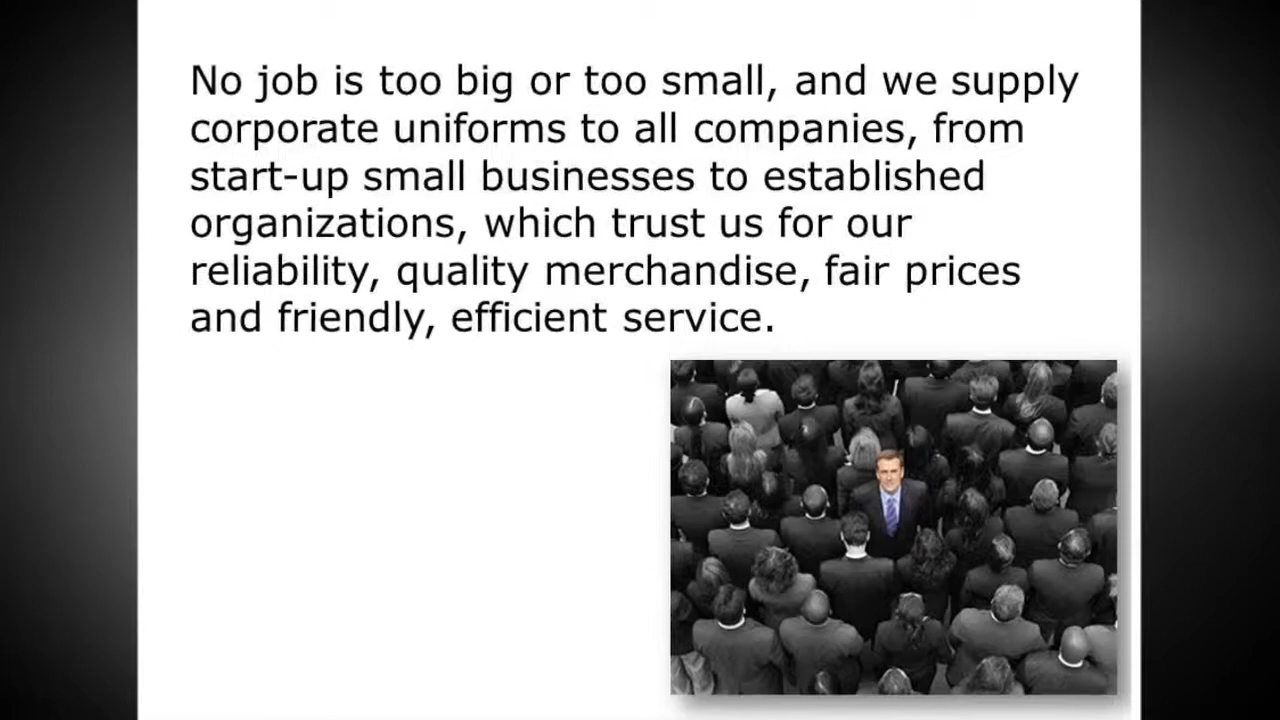 No job is too big or too small, and we supply
corporate uniforms to all companies, from
start-up small businesses to established
organizations, which trust us for our
reliability, quality merchandise, fair prices
and friendly, efficient service.